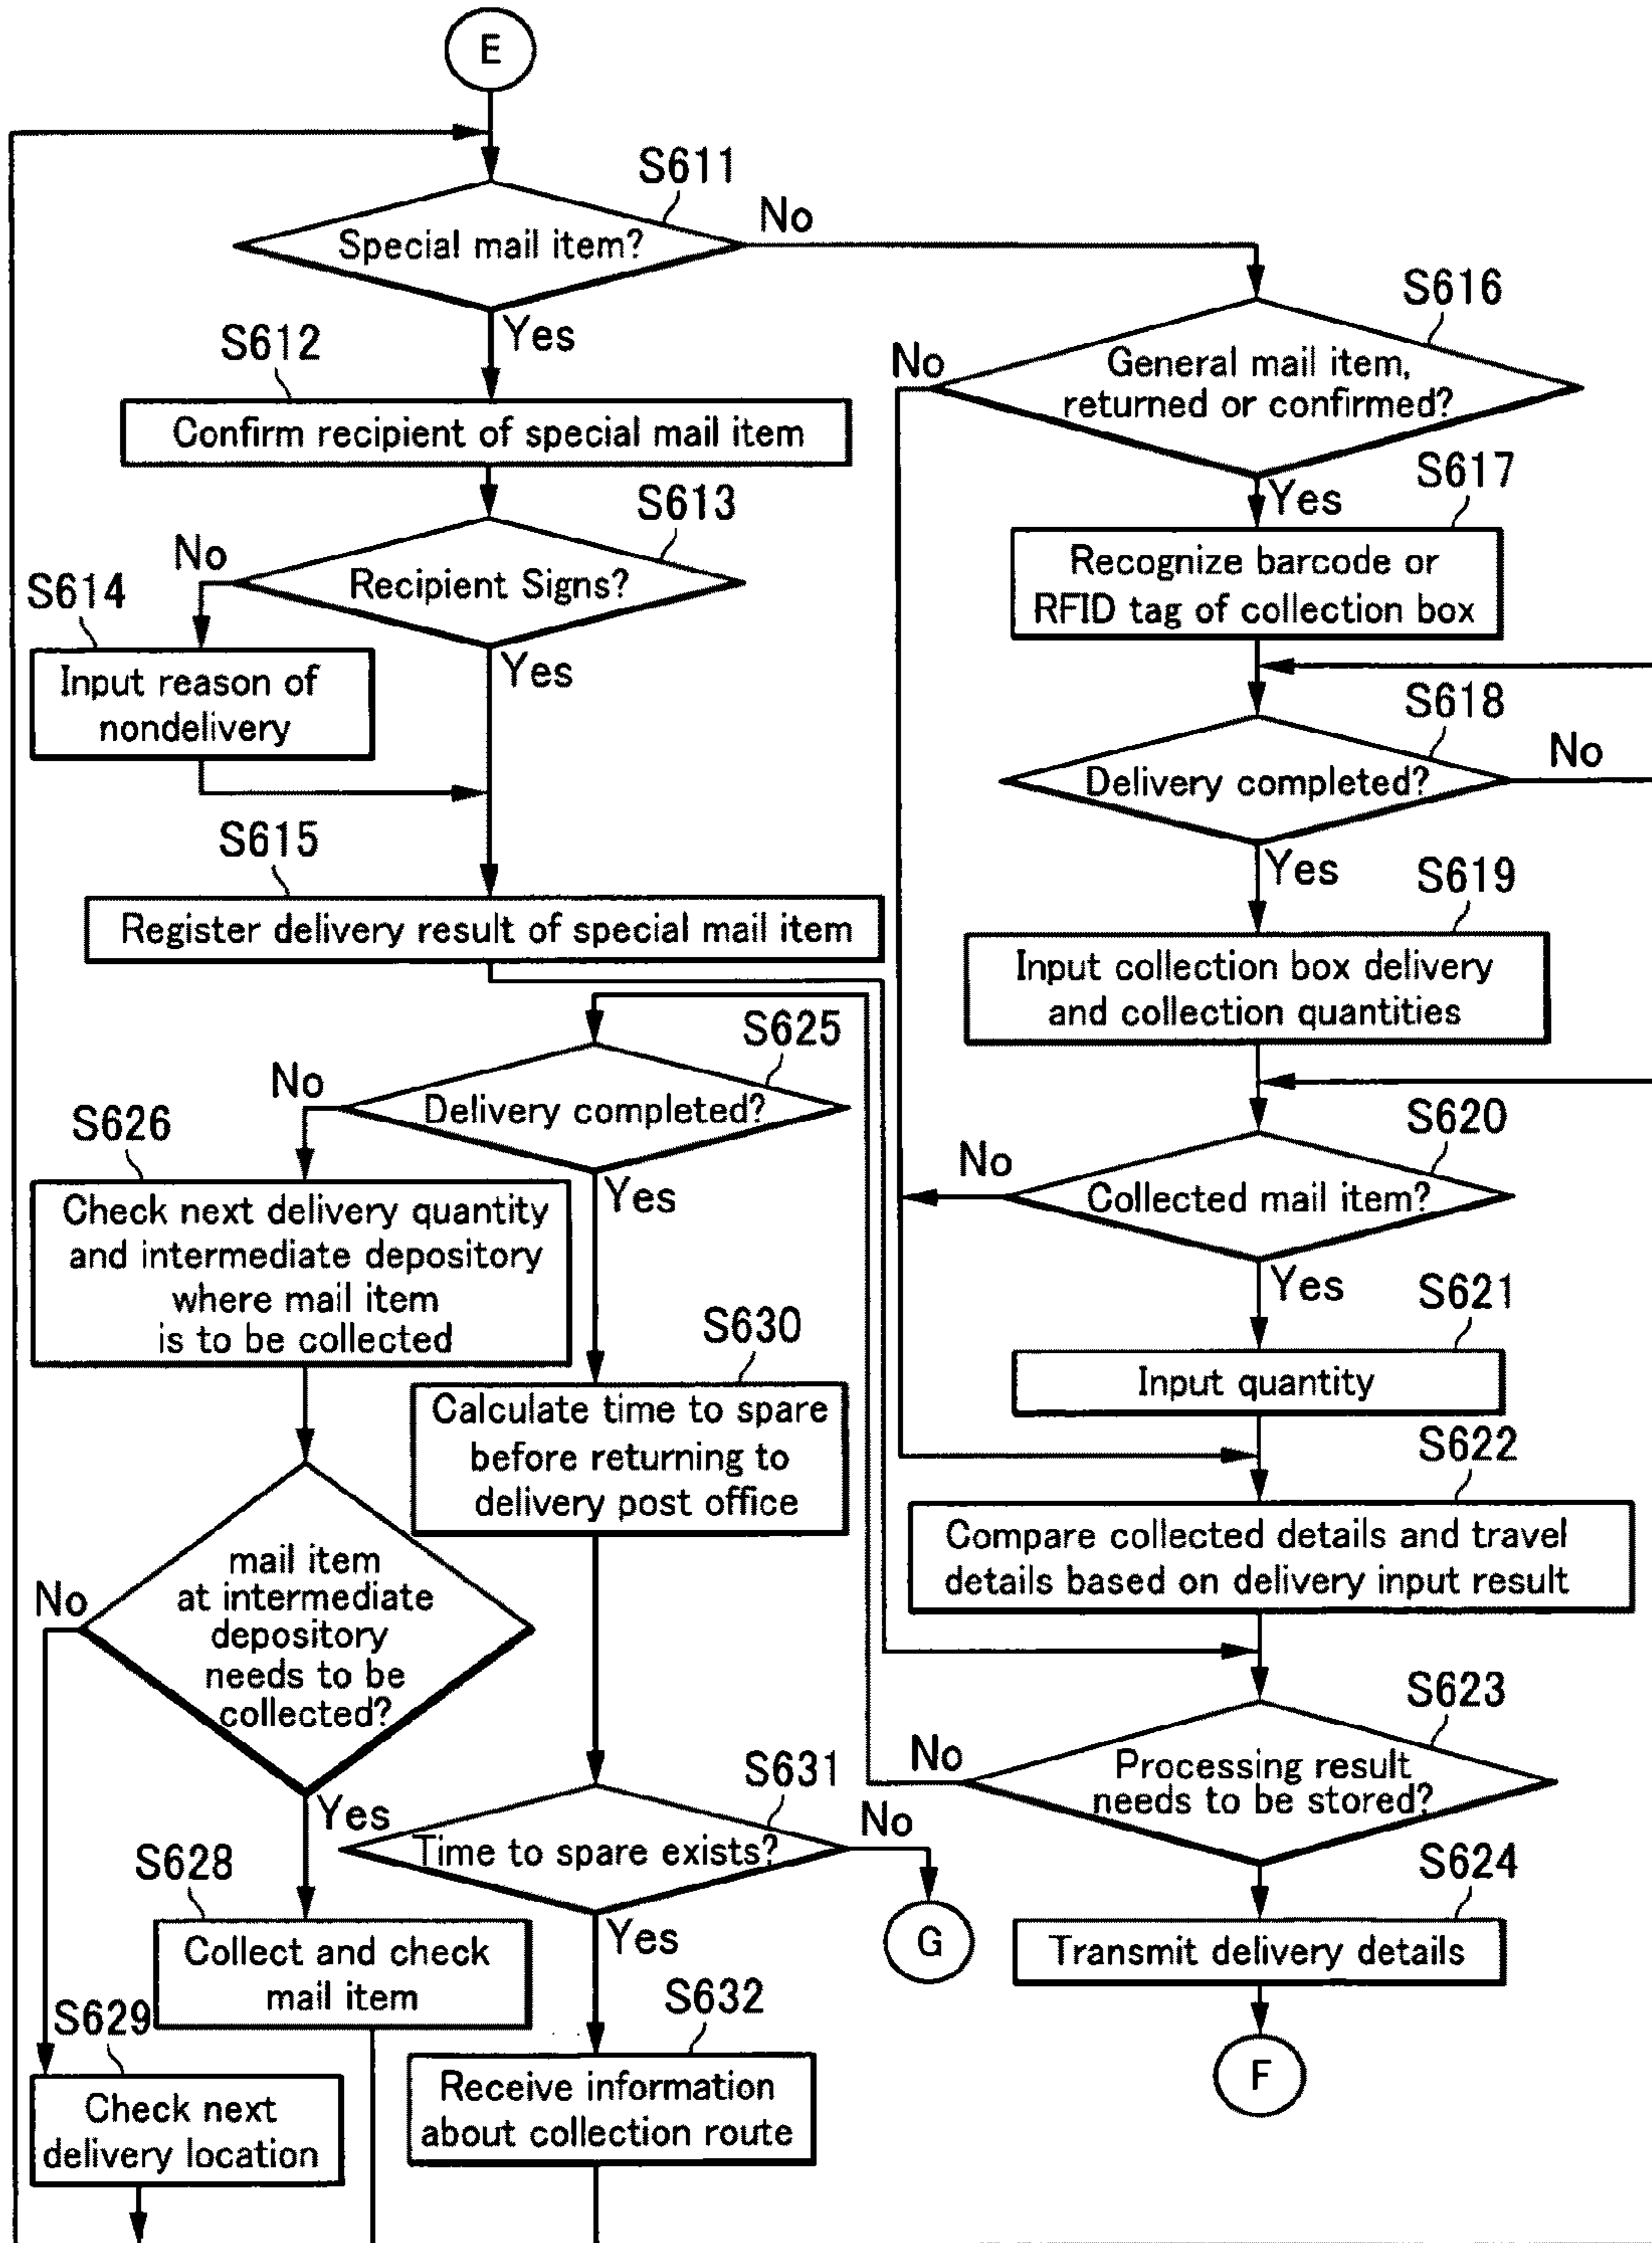 E
S611
Special mail item?
No
Yes
S612
Confirm recipient of special mail item
S613
Recipient Signs?
No
Yes
S614
Input reason of
nondelivery
S615
Register delivery result of special mail item
S616
General mail item,
returned or confirmed?
No
Yes
S617
Recognize barcode or
RFID tag of collection box
S618
Delivery completed?
No
Yes
S619
Input collection box delivery
and collection quantities
S620
Collected mail item?
No
Yes
S621
Input quantity
S622
Compare collected details and travel
details based on delivery input result
S623
Processing result
needs to be stored?
No
S624
Transmit delivery details
F
S625
Delivery completed?
No
Yes
S626
Check next delivery quantity
and intermediate depository
where mail item
is to be collected
mail item
at intermediate
depository
needs to be
collected?
No
Yes
S628
Collect and check
mail item
S629
Check next
delivery location
S630
Calculate time to spare
before returning to
delivery post office
S631
Time to spare exists?
No
Yes
G
S632
Receive information
about collection route